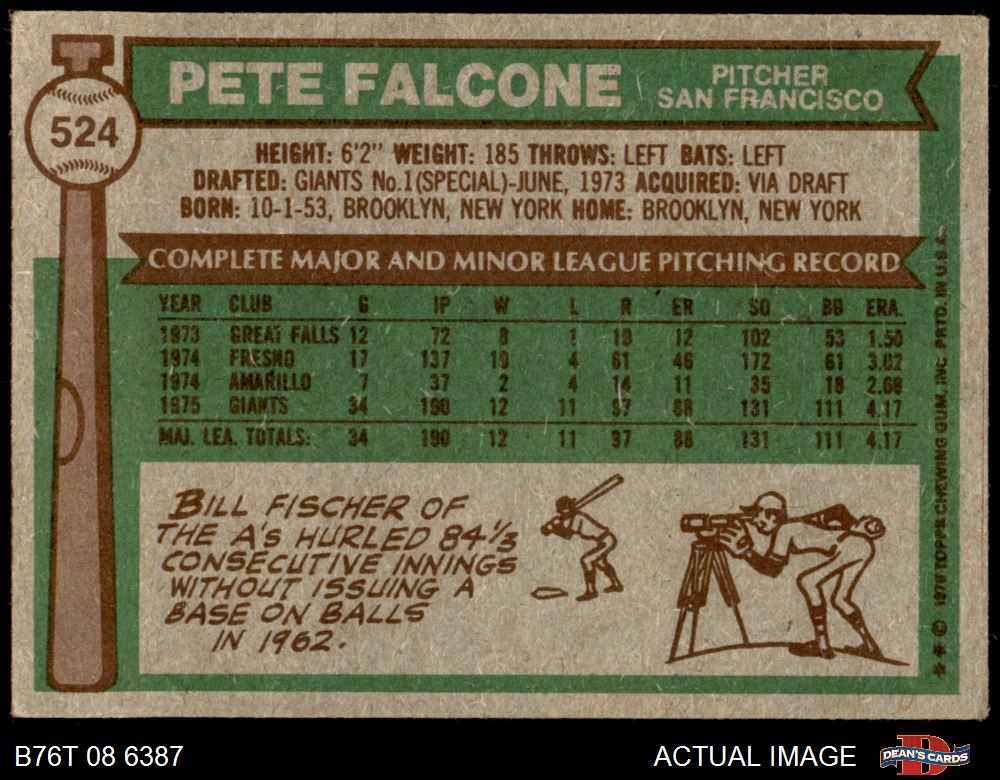 524
PETE FALCONE
PITCHER
SAN FRANCISCO
HEIGHT: 6'2" WEIGHT: 185 THROWS: LEFT BATS: LEFT
DRAFTED: GIANTS No.1(SPECIAL)-JUNE, 1973 ACQUIRED: VIA DRAFT
BORN: 10-1-53, BROOKLYN, NEW YORK HOME: BROOKLYN, NEW YORK
COMPLETE MAJOR AND MINOR LEAGUE PITCHING RECORD
YEAR CLUB G IP W L R ER SO BB ERA.
1973 GREAT FALLS 12 72 8 1 19 12 102 53 1.50
1974 FRESNO 17 137 10 4 61 46 172 61 3.02
1974 AMARILLO 7 37 2 4 14 11 35 18 2.68
1975 GIANTS 34 190 12 11 97 88 131 111 4.17
MAJ. LEA. TOTALS: 34 190 12 11 97 88 131 111 4.17
BILL FISCHER OF
THE A'S HURLED 84⅓
CONSECUTIVE INNINGS
WITHOUT ISSUING A
BASE ON BALLS
IN 1962.
** © 1976 TOPPS CHEWING GUM, INC. PRTD. IN U.S.A.
B76T 08 6387
ACTUAL IMAGE
D
DEAN'S CARDS